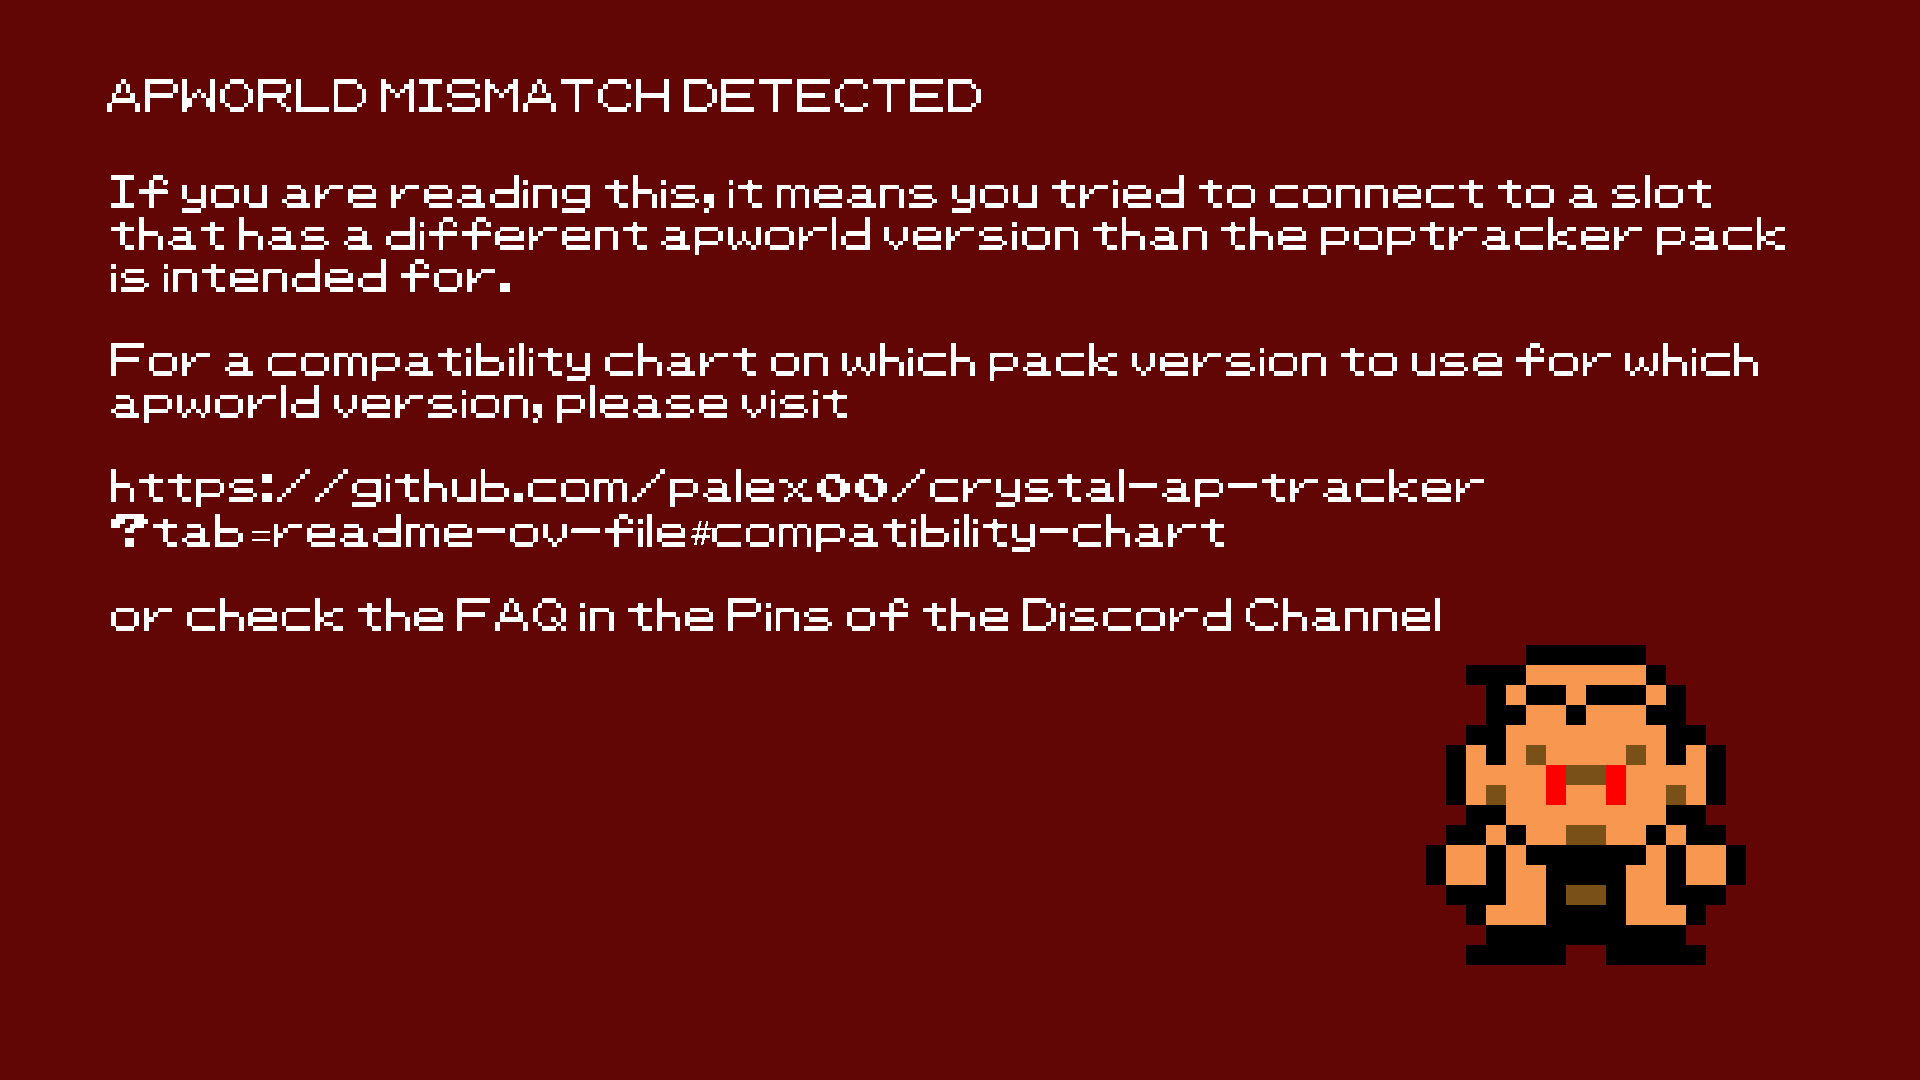 APWORLD MISMATCH DETECTED
If you are reading this, it means you tried to connect to a slot
that has a different apworld version than the poptracker pack
is intended for.
For a compatibility chart on which pack version to use for which
apworld version, please visit
https://github.com/palex00/crystal-ap-tracker
?tab=readme-ov-file#compatibility-chart
or check the FAQ in the Pins of the Discord Channel